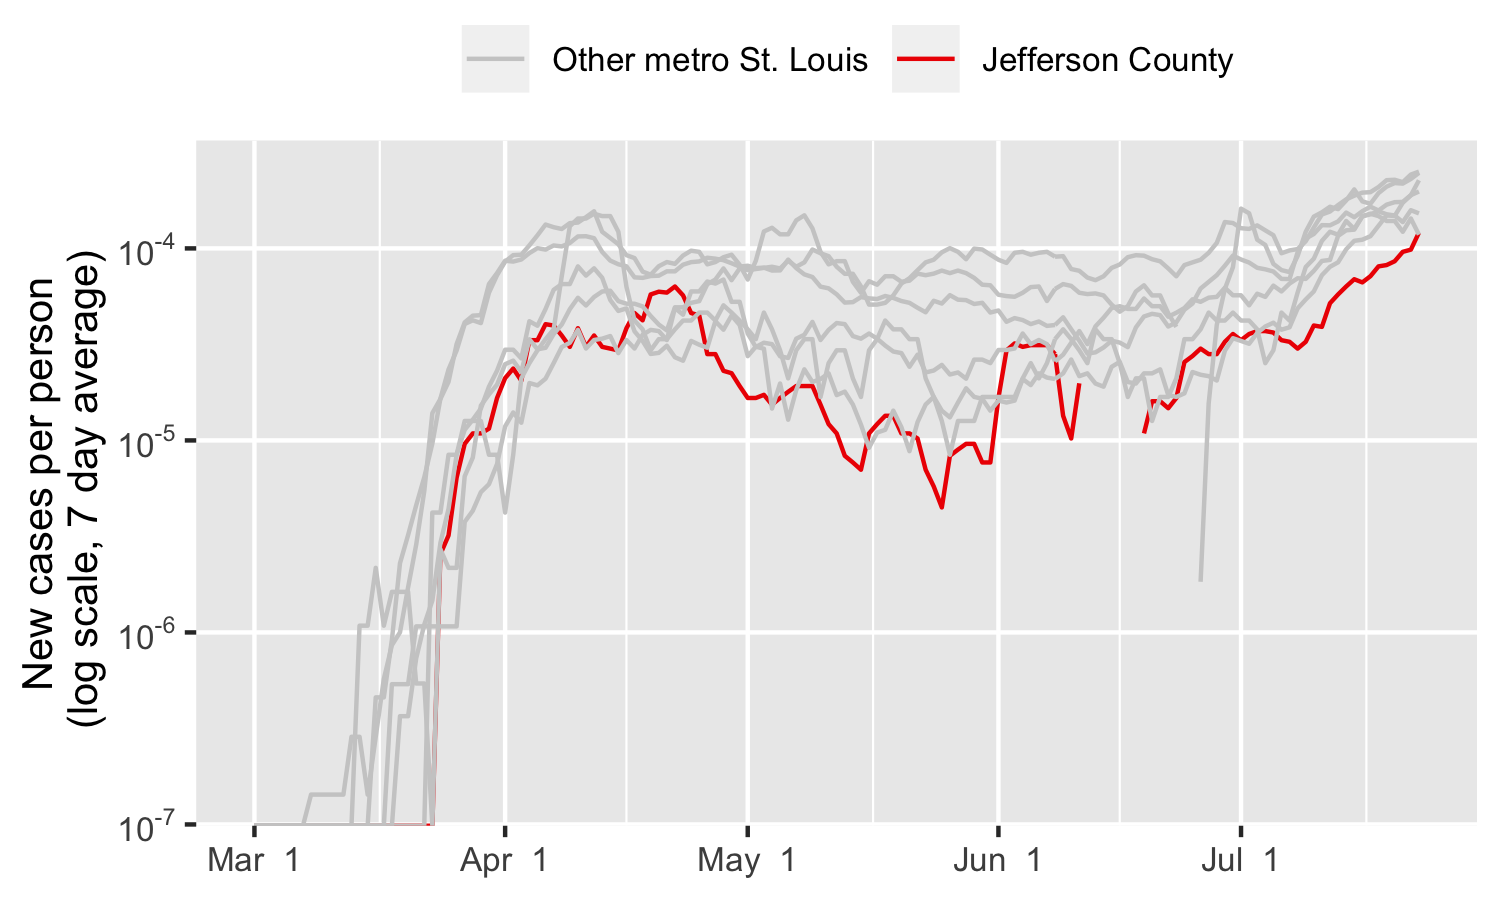 Other metro St. Louis
Jefferson County
New cases per person
(log scale, 7 day average)
10-4
10-5
10-6
10-7
Mar 1
Apr 1
May 1
Jun 1
Jul 1